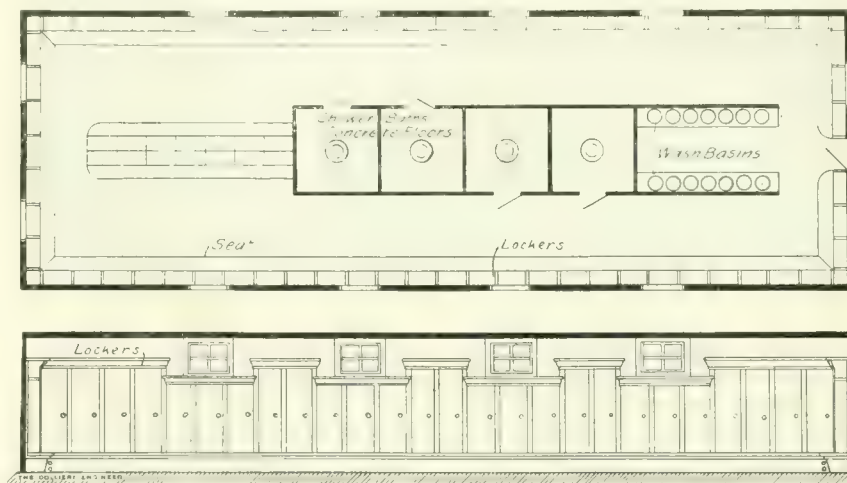 Shower Baths
Concrete Floors
Wash Basins
Seat
Lockers
Lockers
THE COLLIERY ENGINEER